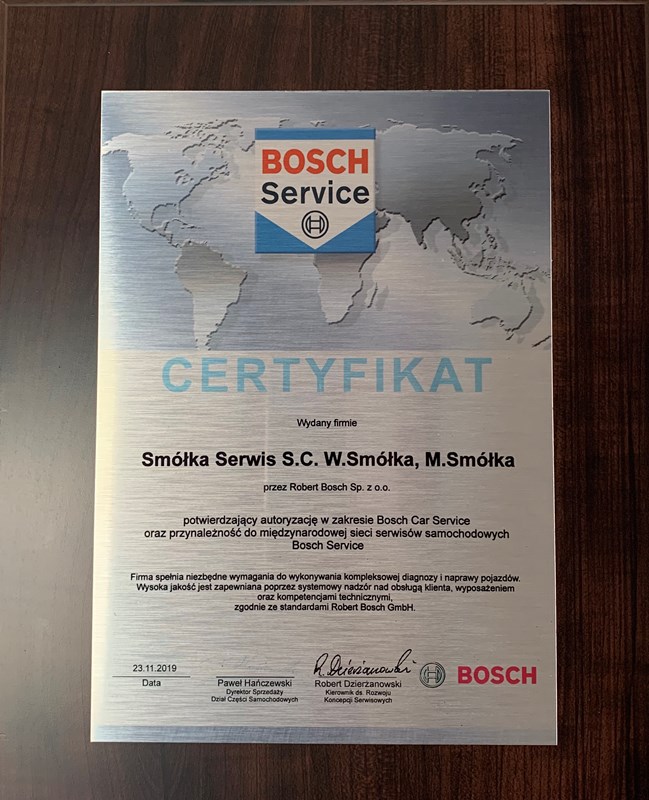 BOSCH
Service
CERTYFIKAT
Wydany firmie
Smółka Serwis S.C. W.Smółka, M.Smółka
przez Robert Bosch Sp. z o.o.
potwierdzający autoryzację w zakresie Bosch Car Service
oraz przynależność do międzynarodowej sieci serwisów samochodowych
Bosch Service
Firma spełnia niezbędne wymagania do wykonywania kompleksowej diagnozy i naprawy pojazdów.
Wysoka jakość jest zapewniana poprzez systemowy nadzór nad obsługą klienta, wyposażeniem
oraz kompetencjami technicznymi,
zgodnie ze standardami Robert Bosch GmbH.
23.11.2019
Data
Paweł Hańczewski
Dyrektor Sprzedaży
Dział Części Samochodowych
R. Dzierżanowski
Robert Dzierżanowski
Kierownik ds. Rozwoju
Koncepcji Serwisowych
BOSCH